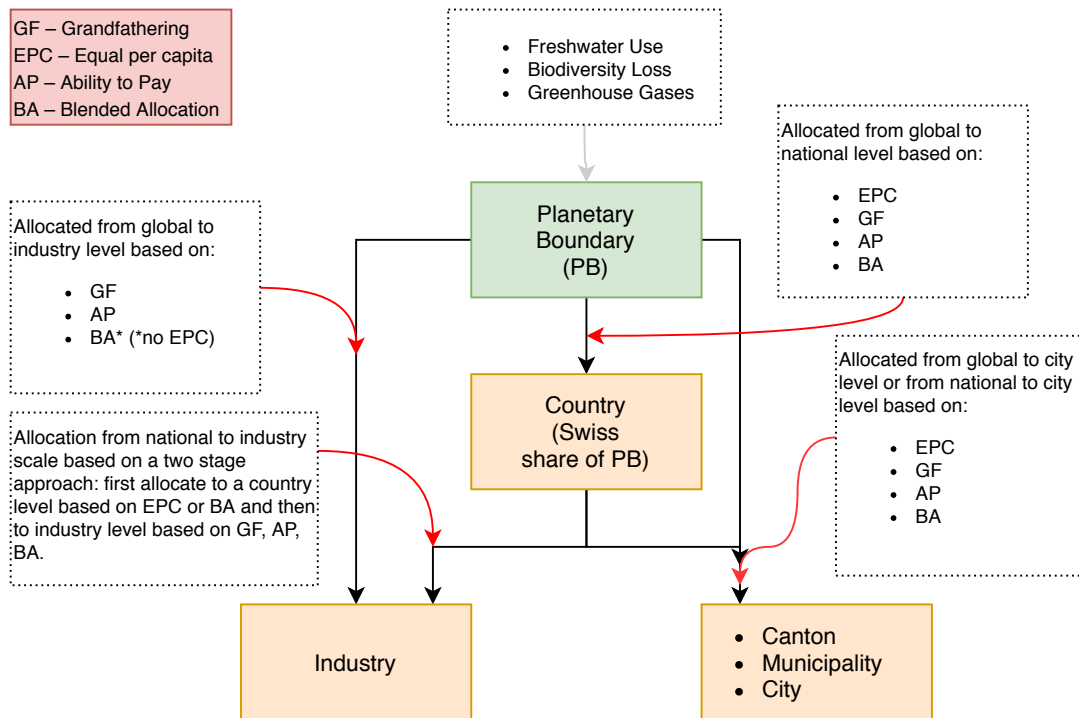 GF – Grandfathering
EPC – Equal per capita
AP – Ability to Pay
BA – Blended Allocation
• Freshwater Use
• Biodiversity Loss
• Greenhouse Gases
Allocated from global to
national level based on:
• EPC
• GF
• AP
• BA
Planetary
Boundary
(PB)
Allocated from global to
industry level based on:
• GF
• AP
• BA* (*no EPC)
Allocated from global to city
level or from national to city
level based on:
• EPC
• GF
• AP
• BA
Country
(Swiss
share of PB)
Allocation from national to industry
scale based on a two stage
approach: first allocate to a country
level based on EPC or BA and then
to industry level based on GF, AP,
BA.
Industry
• Canton
• Municipality
• City